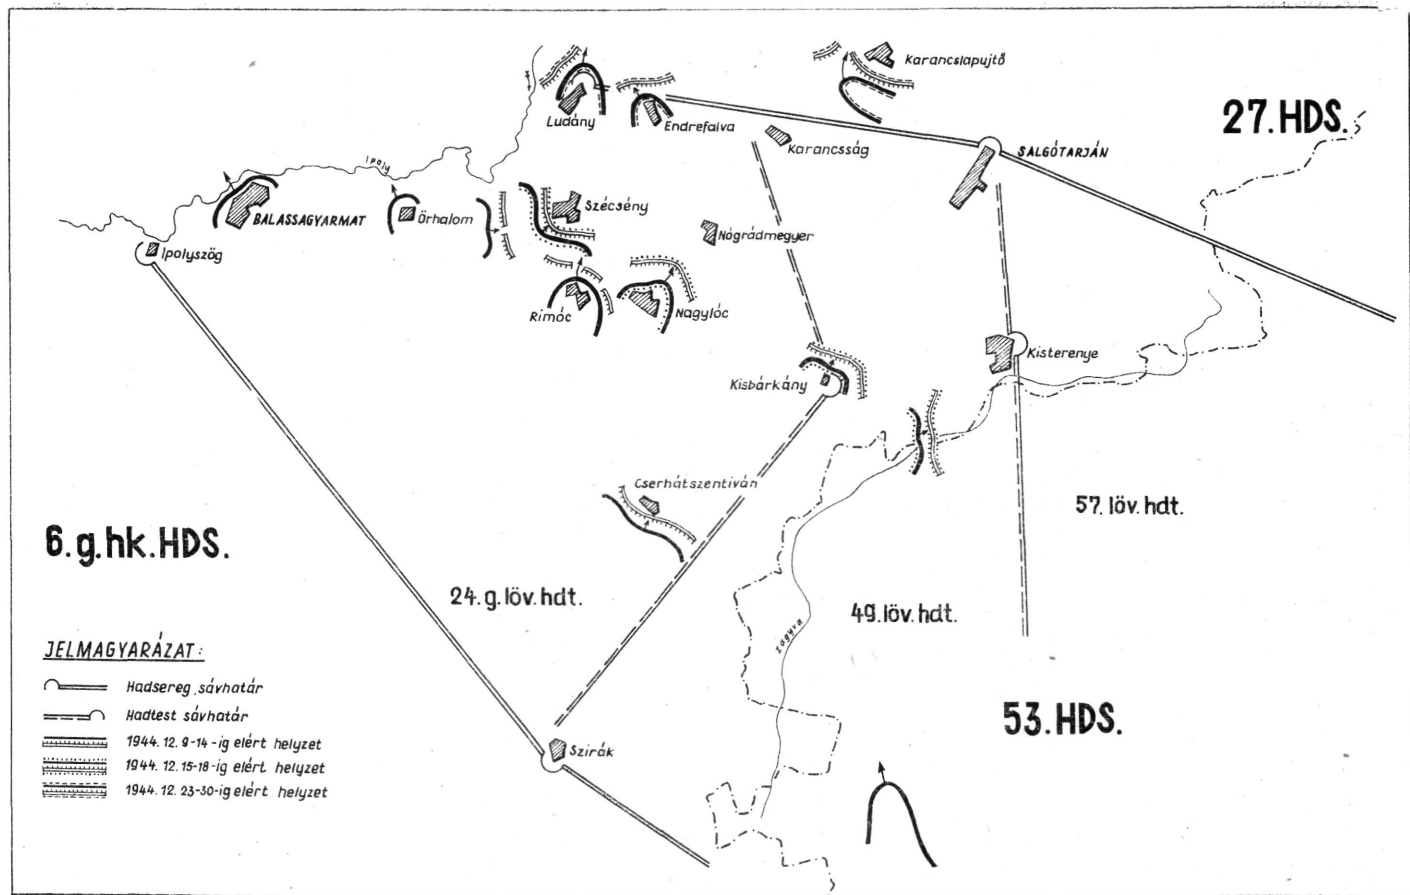 Karancslapujtő
27. HDS.
Ludány
Endrefalva
Karancsság
SALGÓTARJÁN
Ipoly
BALASSAGYARMAT
Őrhalom
Szécsény
Nógrádmegyer
Ipolyszög
Rimóc
Nagylóc
Kisterenye
Kisbárkány
Cserhátszentiván
57. löv. hdt.
6. g. hk. HDS.
24. g. löv. hdt.
49. löv. hdt.
Zagyva
JELMAGYARÁZAT:
Hadsereg sávhatár
Hadtest sávhatár
1944. 12. 9-14-ig elért helyzet
1944. 12. 15-18-ig elért helyzet
1944. 12. 23-30-ig elért helyzet
53. HDS.
Szirák